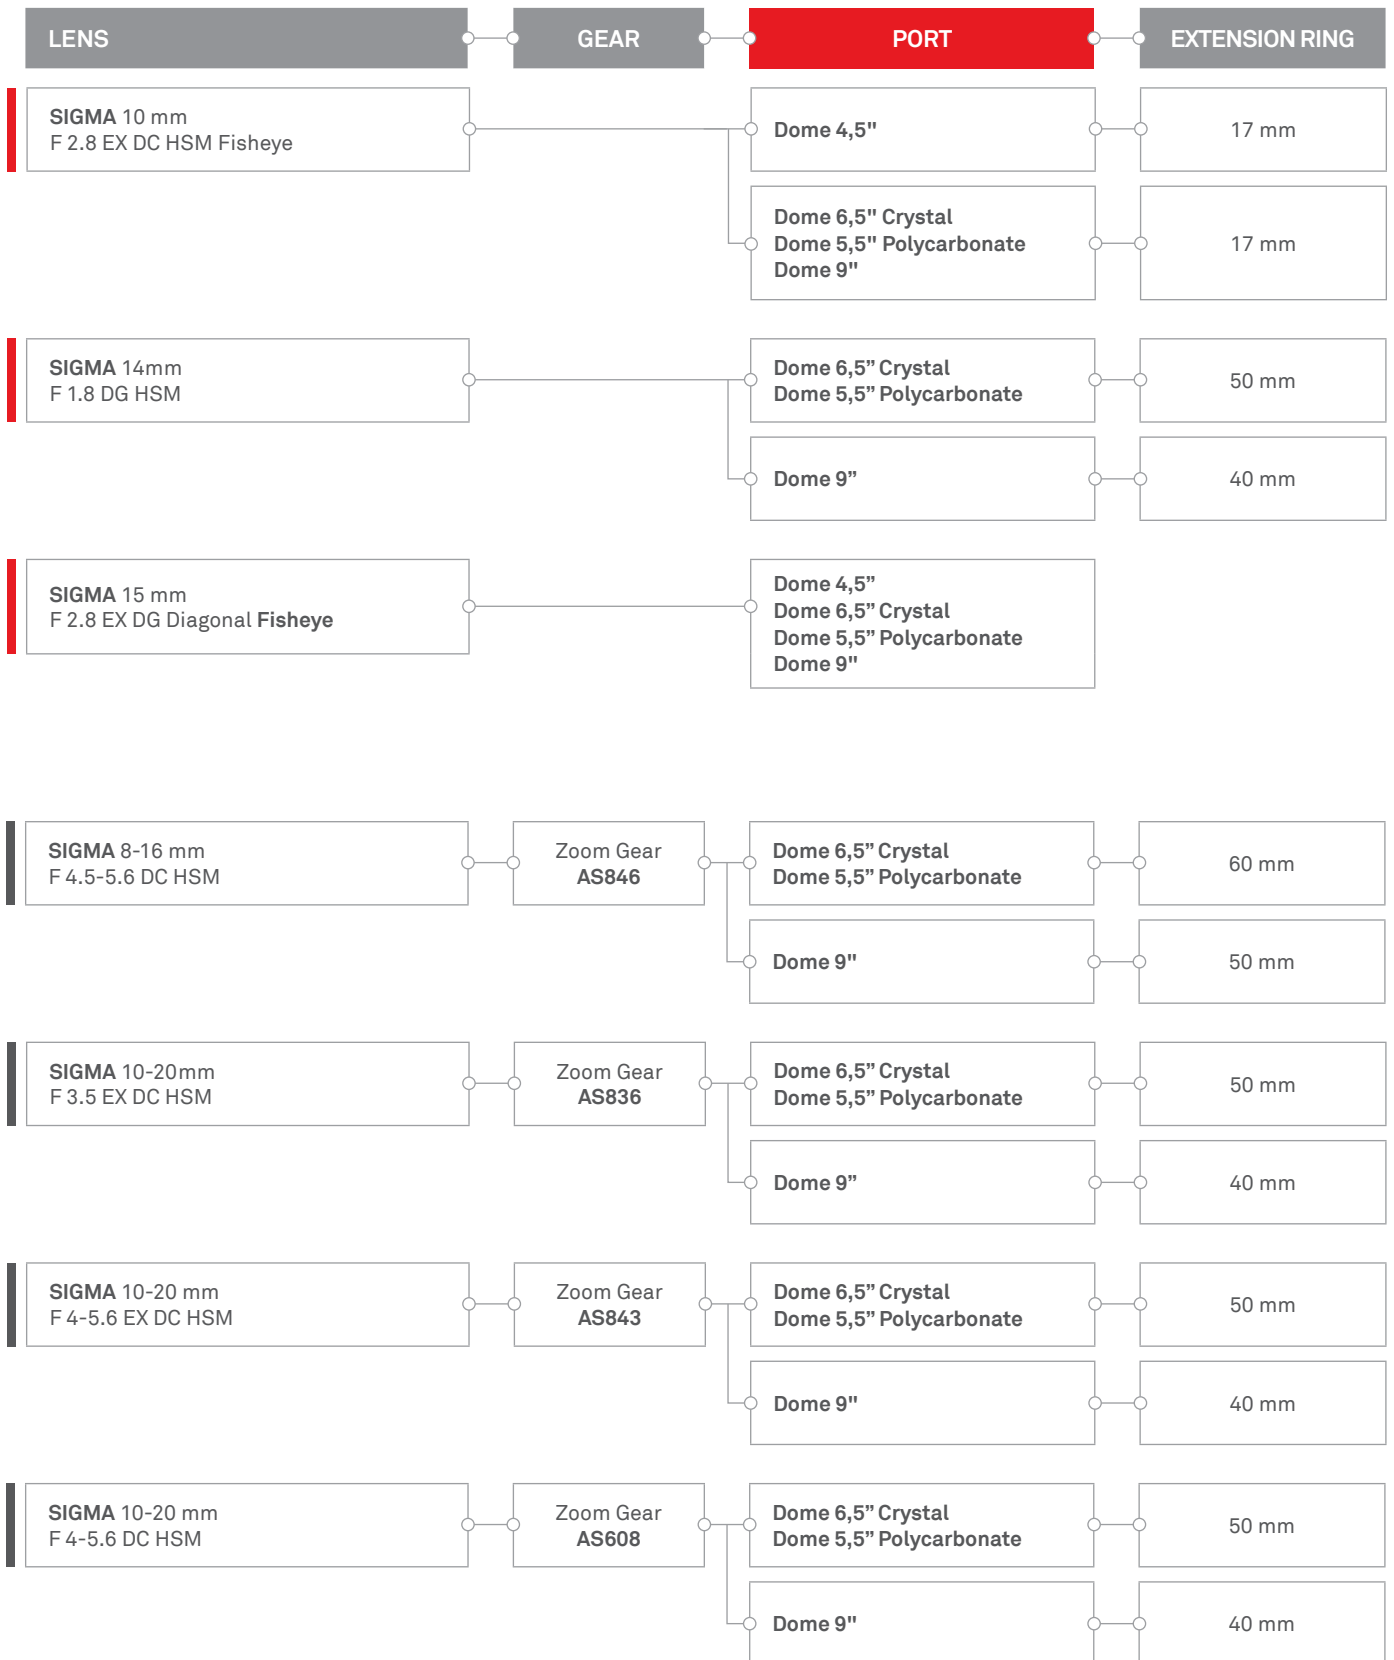 LENS GEAR PORT EXTENSION RING
SIGMA 10 mm
F 2.8 EX DC HSM Fisheye
Dome 4,5"
17 mm
Dome 6,5" Crystal
Dome 5,5" Polycarbonate
Dome 9"
17 mm
SIGMA 14mm
F 1.8 DG HSM
Dome 6,5” Crystal
Dome 5,5” Polycarbonate
50 mm
Dome 9”
40 mm
SIGMA 15 mm
F 2.8 EX DG Diagonal Fisheye
Dome 4,5”
Dome 6,5” Crystal
Dome 5,5” Polycarbonate
Dome 9"
SIGMA 8-16 mm
F 4.5-5.6 DC HSM
Zoom Gear
AS846
Dome 6,5” Crystal
Dome 5,5” Polycarbonate
60 mm
Dome 9"
50 mm
SIGMA 10-20mm
F 3.5 EX DC HSM
Zoom Gear
AS836
Dome 6,5” Crystal
Dome 5,5” Polycarbonate
50 mm
Dome 9”
40 mm
SIGMA 10-20 mm
F 4-5.6 EX DC HSM
Zoom Gear
AS843
Dome 6,5” Crystal
Dome 5,5” Polycarbonate
50 mm
Dome 9"
40 mm
SIGMA 10-20 mm
F 4-5.6 DC HSM
Zoom Gear
AS608
Dome 6,5” Crystal
Dome 5,5” Polycarbonate
50 mm
Dome 9"
40 mm